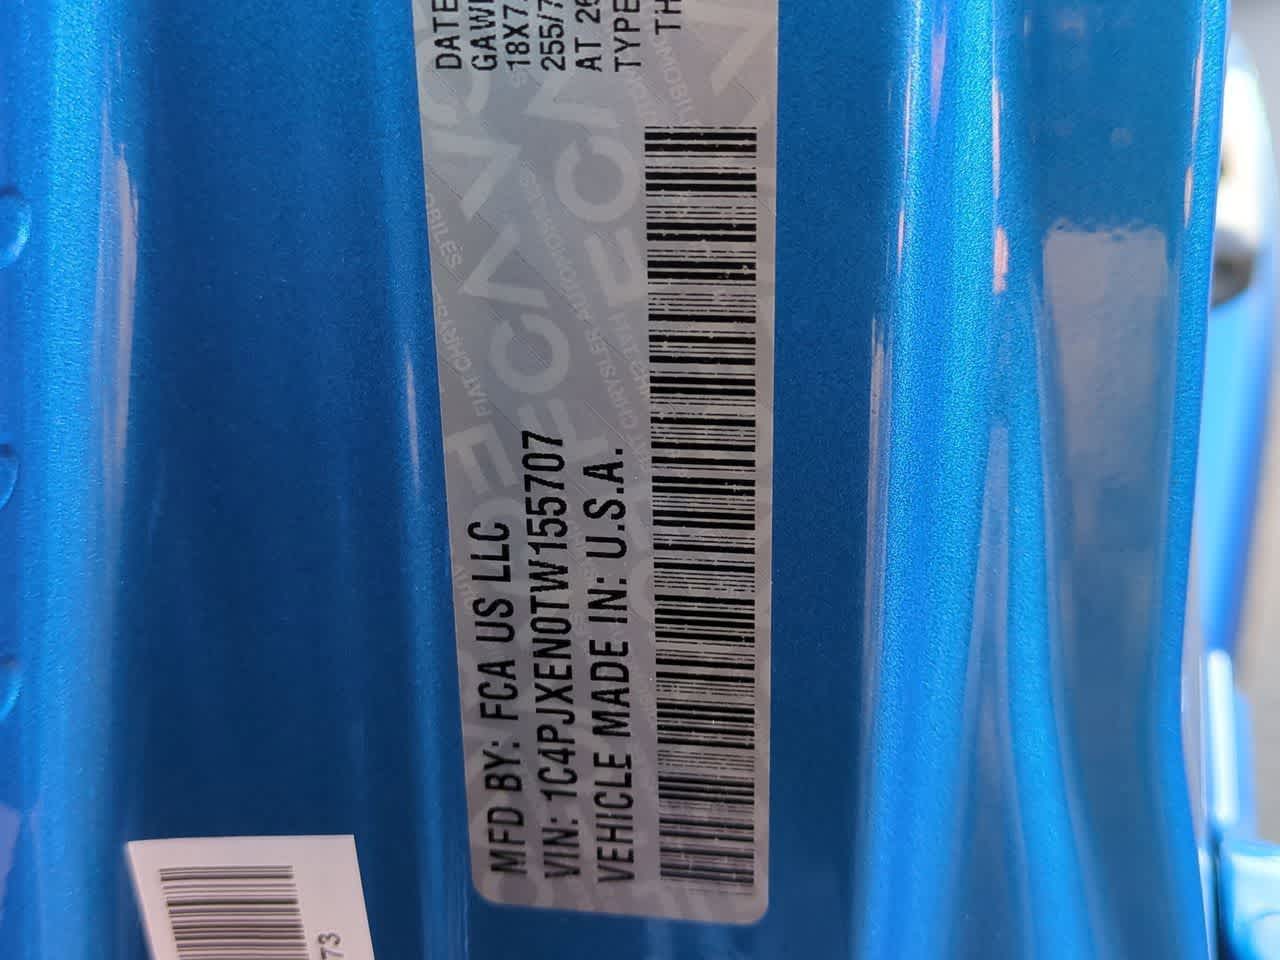 MFD BY: FCA US LLC
DATE
GAW
VIN: 1C4PJXEN0TW155707
18X7
255/7
VEHICLE MADE IN: U.S.A.
AT 2
TYPE
TH
73